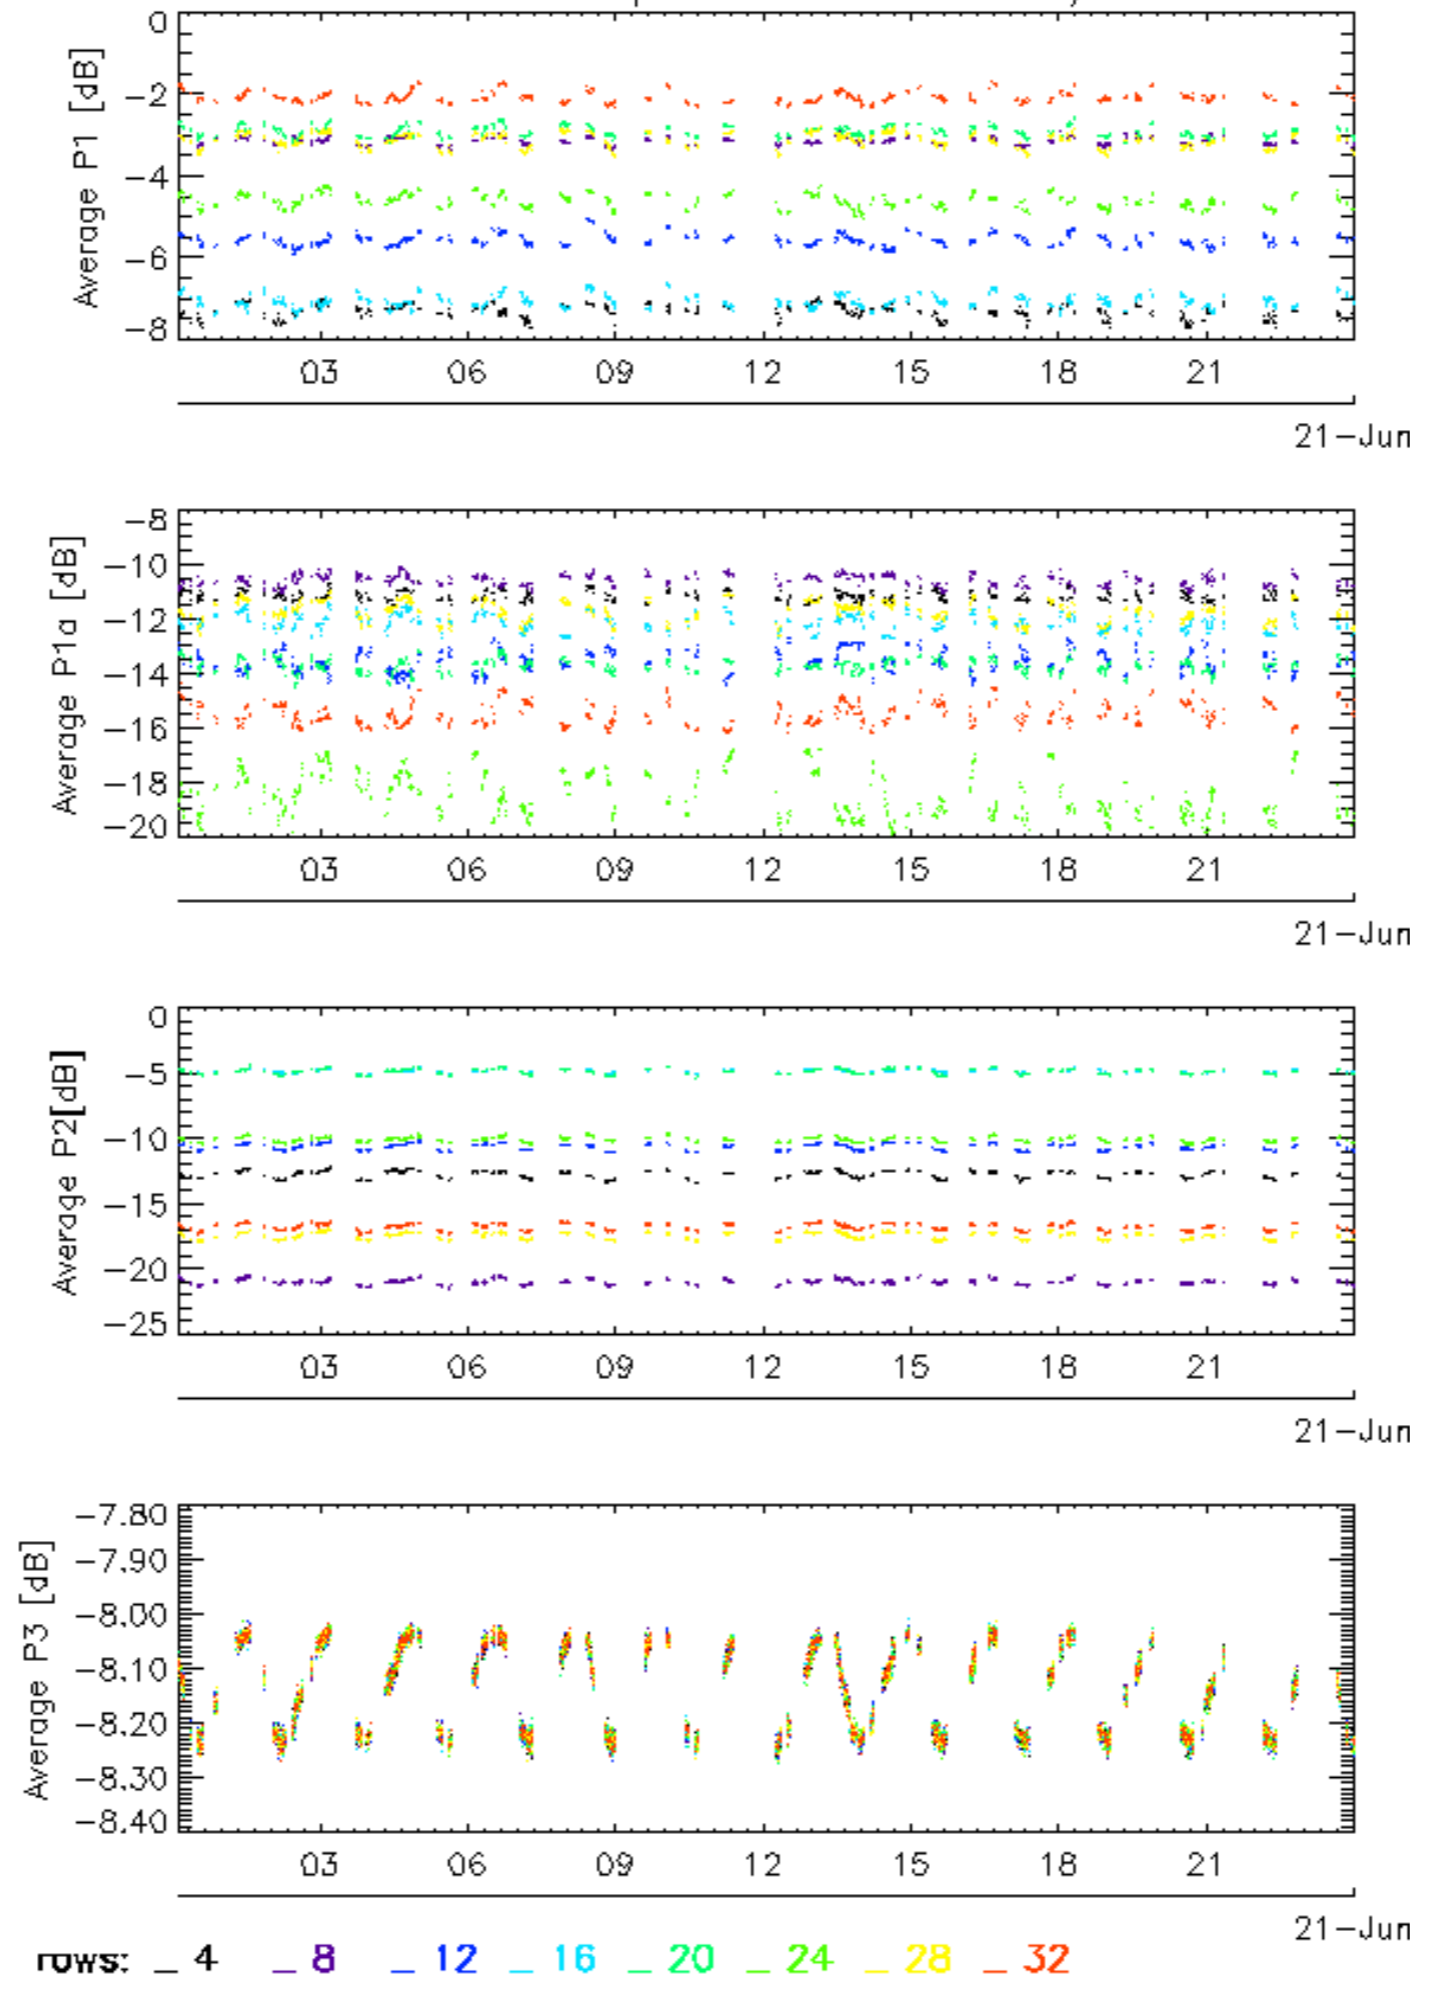 0
-2
-4
-6
-8
Average P1 [dB]
03 06 09 12 15 18 21
21-Jun
-8
-10
-12
-14
-16
-18
-20
Average P1a [dB]
03 06 09 12 15 18 21
21-Jun
0
-5
-10
-15
-20
-25
Average P2[dB]
03 06 09 12 15 18 21
21-Jun
-7.80
-7.90
-8.00
-8.10
-8.20
-8.30
-8.40
Average P3 [dB]
03 06 09 12 15 18 21
21-Jun
rows: _ 4 _ 8 _ 12 _ 16 _ 20 _ 24 _ 28 _ 32